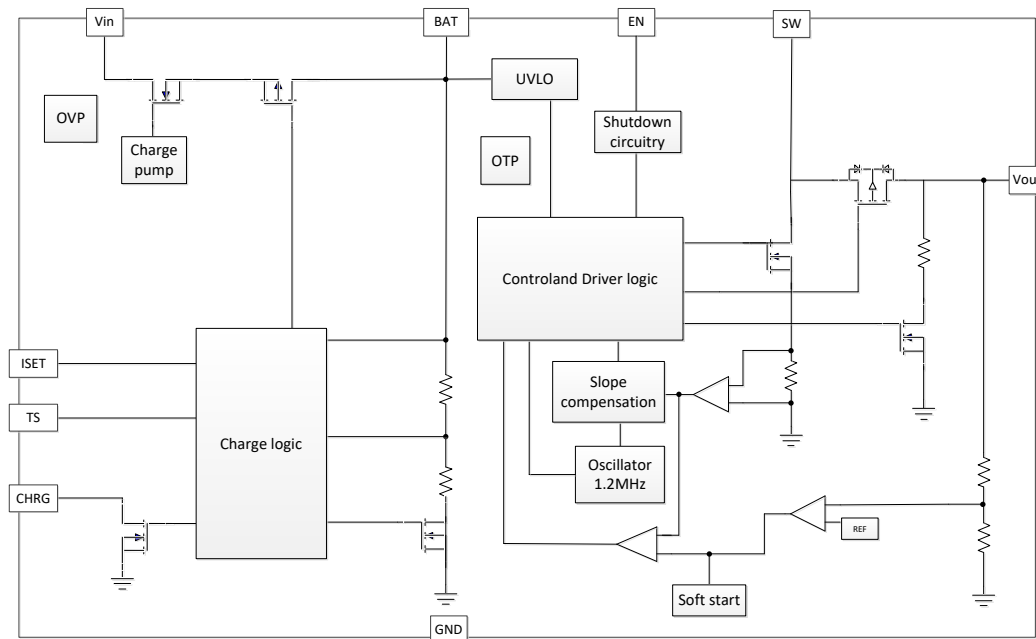 Vin
BAT
EN
SW
UVLO
OVP
Charge
pump
Shutdown
circuitry
OTP
Vou
Controland Driver logic
ISET
TS
CHRG
Charge logic
Slope
compensation
Oscillator
1.2MHz
REF
Soft start
GND